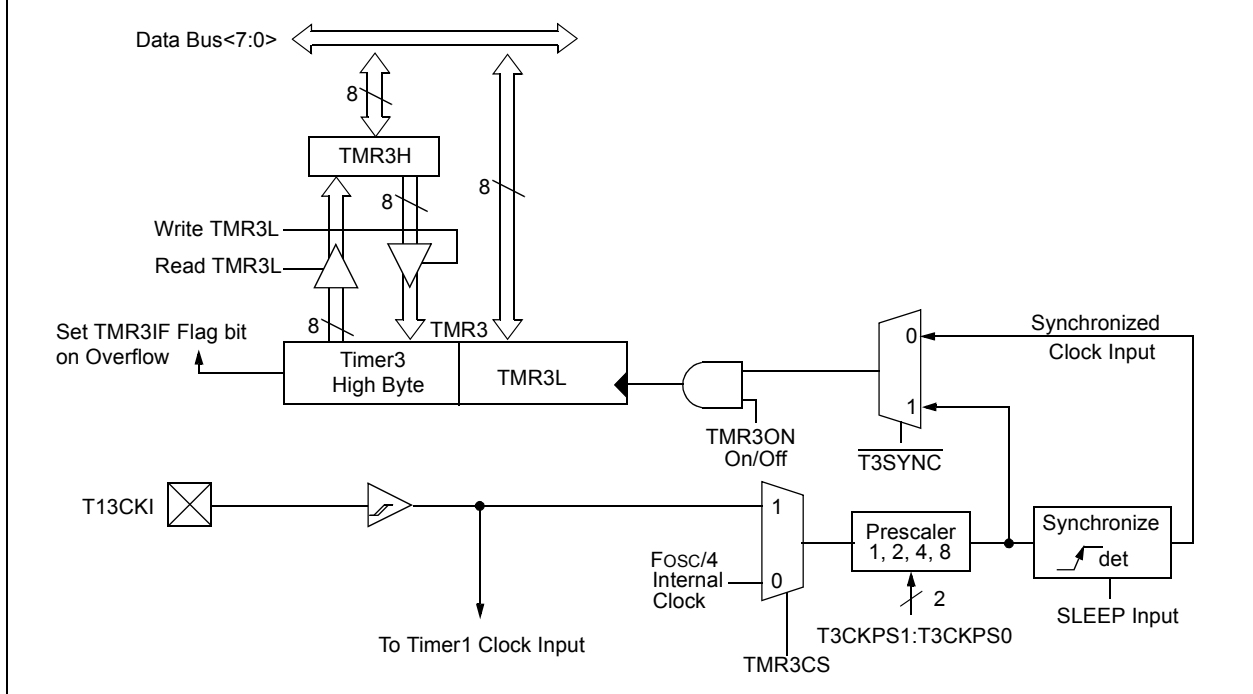 Data Bus<7:0>
8
TMR3H
8
8
Write TMR3L
Read TMR3L
8
TMR3
Set TMR3IF Flag bit
on Overflow
Timer3
High Byte
TMR3L
0
Synchronized
Clock Input
1
TMR3ON
On/Off
T3SYNC
T13CKI
1
Prescaler
1, 2, 4, 8
Synchronize
det
FOSC/4
Internal
Clock
0
2
SLEEP Input
To Timer1 Clock Input
T3CKPS1:T3CKPS0
TMR3CS